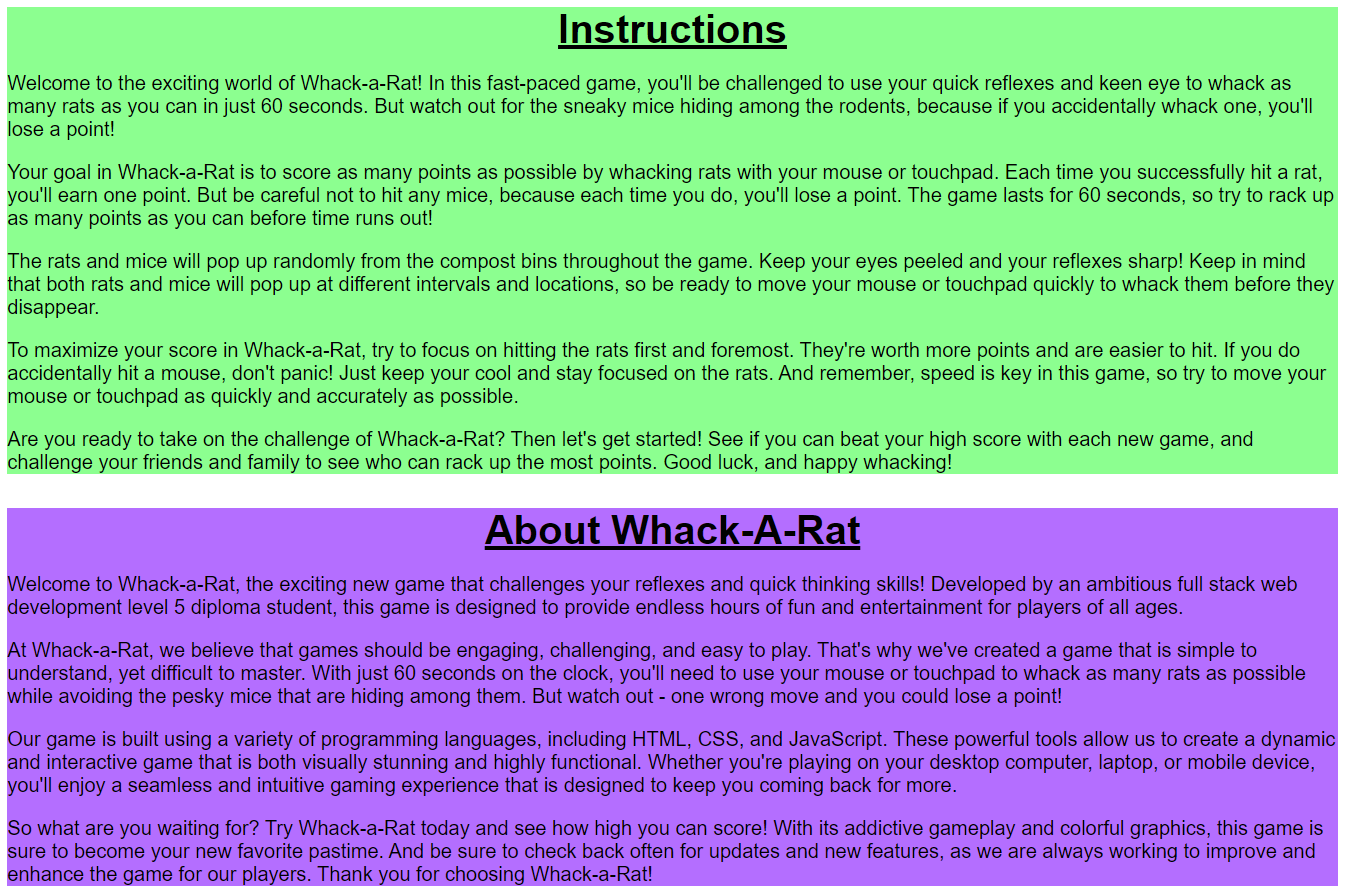 Instructions
Welcome to the exciting world of Whack-a-Rat! In this fast-paced game, you'll be challenged to use your quick reflexes and keen eye to whack as
many rats as you can in just 60 seconds. But watch out for the sneaky mice hiding among the rodents, because if you accidentally whack one, you'll
lose a point!
Your goal in Whack-a-Rat is to score as many points as possible by whacking rats with your mouse or touchpad. Each time you successfully hit a rat,
you'll earn one point. But be careful not to hit any mice, because each time you do, you'll lose a point. The game lasts for 60 seconds, so try to rack up
as many points as you can before time runs out!
The rats and mice will pop up randomly from the compost bins throughout the game. Keep your eyes peeled and your reflexes sharp! Keep in mind
that both rats and mice will pop up at different intervals and locations, so be ready to move your mouse or touchpad quickly to whack them before they
disappear.
To maximize your score in Whack-a-Rat, try to focus on hitting the rats first and foremost. They're worth more points and are easier to hit. If you do
accidentally hit a mouse, don't panic! Just keep your cool and stay focused on the rats. And remember, speed is key in this game, so try to move your
mouse or touchpad as quickly and accurately as possible.
Are you ready to take on the challenge of Whack-a-Rat? Then let's get started! See if you can beat your high score with each new game, and
challenge your friends and family to see who can rack up the most points. Good luck, and happy whacking!
About Whack-A-Rat
Welcome to Whack-a-Rat, the exciting new game that challenges your reflexes and quick thinking skills! Developed by an ambitious full stack web
development level 5 diploma student, this game is designed to provide endless hours of fun and entertainment for players of all ages.
At Whack-a-Rat, we believe that games should be engaging, challenging, and easy to play. That's why we've created a game that is simple to
understand, yet difficult to master. With just 60 seconds on the clock, you'll need to use your mouse or touchpad to whack as many rats as possible
while avoiding the pesky mice that are hiding among them. But watch out - one wrong move and you could lose a point!
Our game is built using a variety of programming languages, including HTML, CSS, and JavaScript. These powerful tools allow us to create a dynamic
and interactive game that is both visually stunning and highly functional. Whether you're playing on your desktop computer, laptop, or mobile device,
you'll enjoy a seamless and intuitive gaming experience that is designed to keep you coming back for more.
So what are you waiting for? Try Whack-a-Rat today and see how high you can score! With its addictive gameplay and colorful graphics, this game is
sure to become your new favorite pastime. And be sure to check back often for updates and new features, as we are always working to improve and
enhance the game for our players. Thank you for choosing Whack-a-Rat!